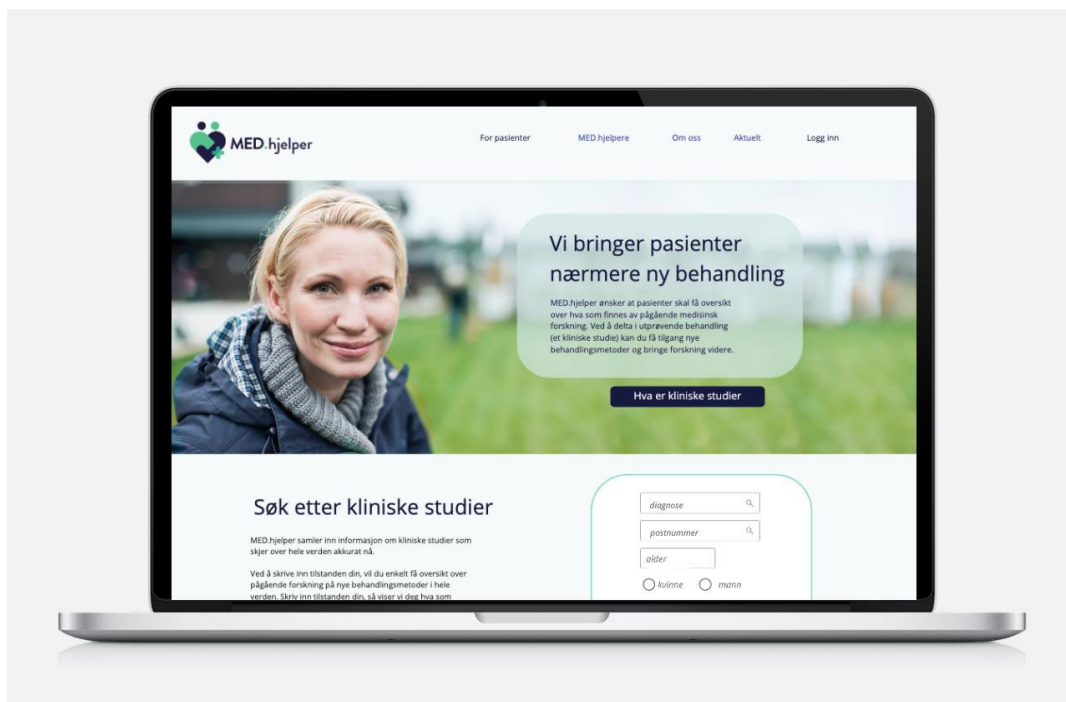 MED.hjelper
For pasienter MED.hjelpere Om oss Aktuelt Logg inn
Vi bringer pasienter
nærmere ny behandling
MED.hjelper ønsker at pasienter skal få oversikt
over hva som finnes av pågående medisinsk
forskning. Ved å delta i utprøvende behandling
(et kliniske studie) kan du få tilgang nye
behandlingsmetoder og bringe forskning videre.
Hva er kliniske studier
Søk etter kliniske studier
MED.hjelper samler inn informasjon om kliniske studier som
skjer over hele verden akkurat nå.
Ved å skrive inn tilstanden din, vil du enkelt få oversikt over
pågående forskning på nye behandlingsmetoder i hele
verden. Skriv inn tilstanden din, så viser vi deg hva som
diagnose
postnummer
alder
kvinne mann